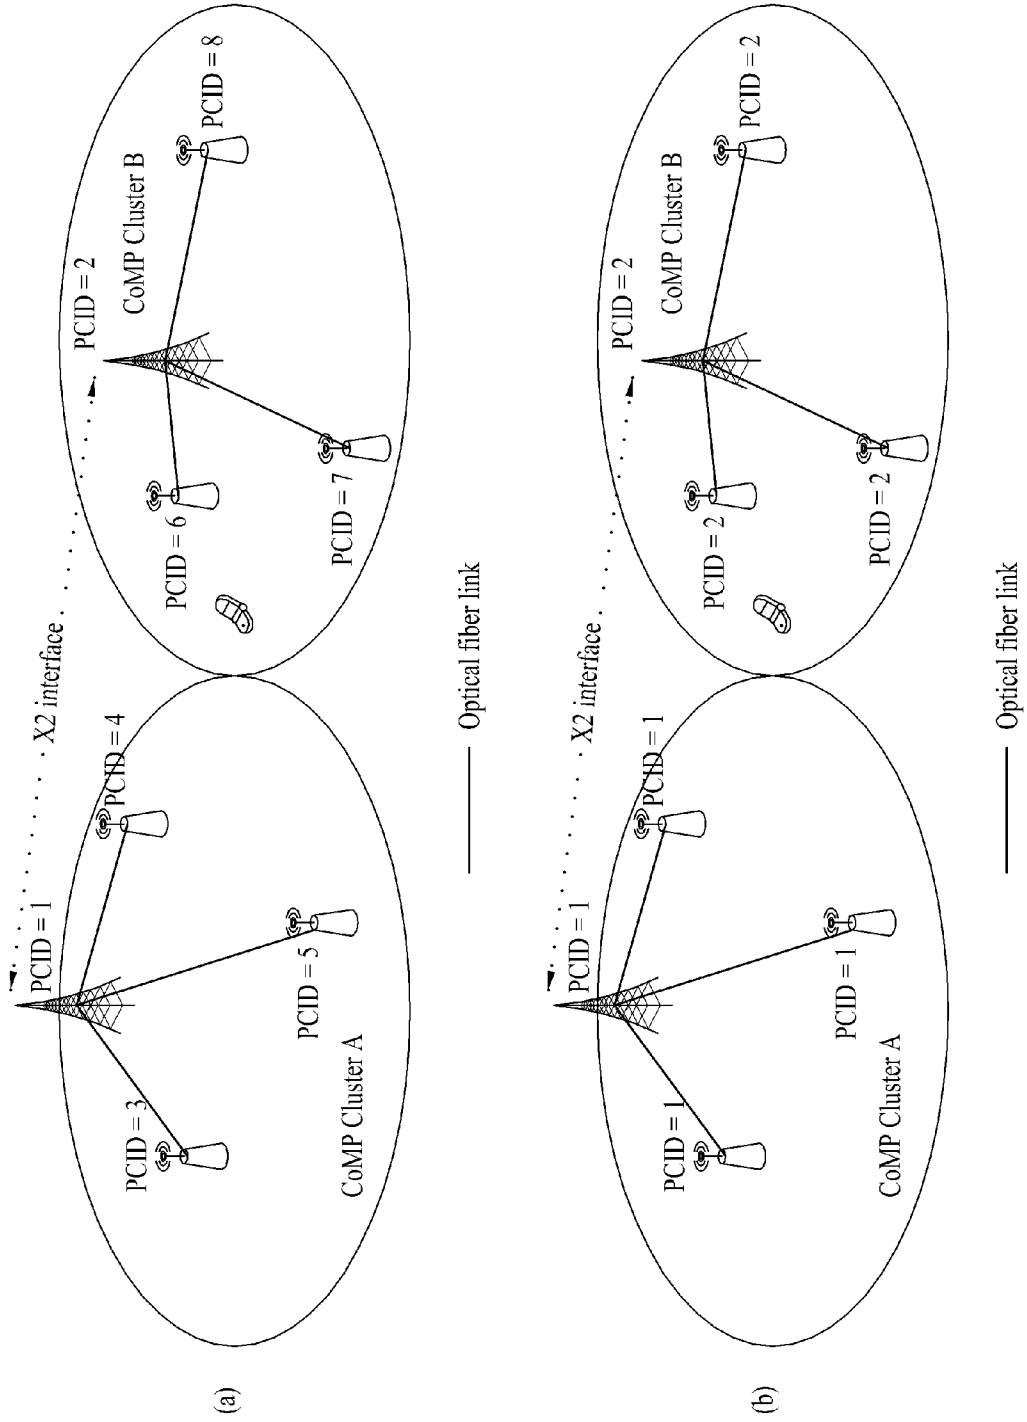 (a)
PCID = 1
X2 interface
PCID = 2
PCID = 3
PCID = 4
PCID = 5
CoMP Cluster A
CoMP Cluster B
PCID = 6
PCID = 7
PCID = 8
Optical fiber link
(b)
PCID = 1
X2 interface
PCID = 2
PCID = 1
PCID = 1
PCID = 1
CoMP Cluster A
CoMP Cluster B
PCID = 2
PCID = 2
PCID = 2
Optical fiber link